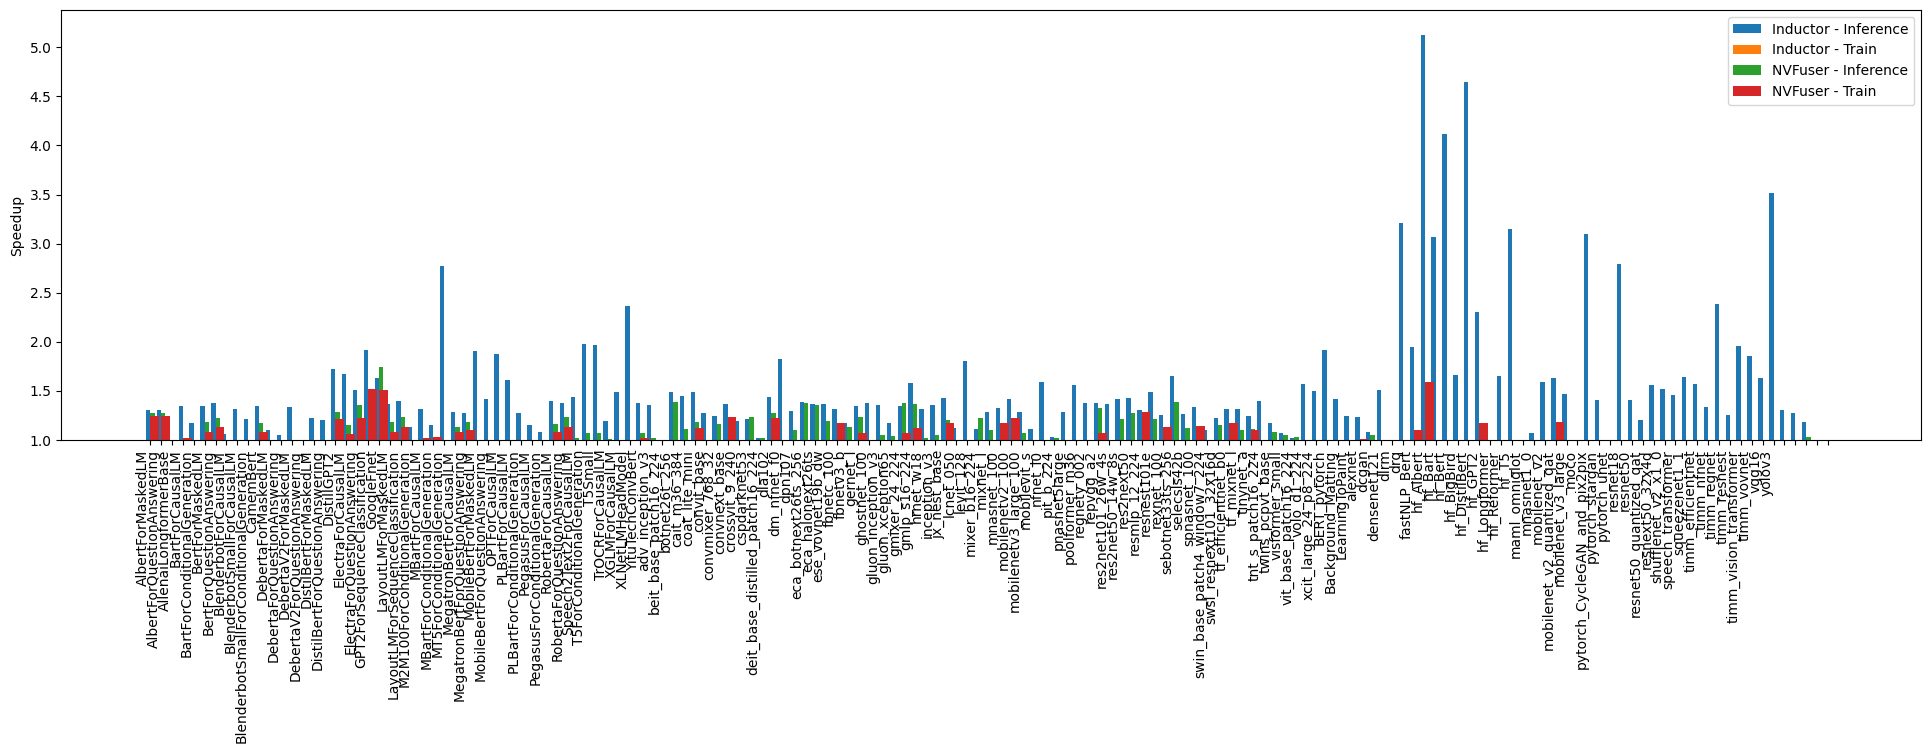 Speedup
5.0
4.5
4.0
3.5
3.0
2.5
2.0
1.5
1.0
Inductor - Inference
Inductor - Train
NVFuser - Inference
NVFuser - Train
AlbertForMaskedLM
AlbertForQuestionAnswering
AllenaiLongformerBase
BartForCausalLM
BartForConditionalGeneration
BertForMaskedLM
BertForQuestionAnswering
BlenderbotForCausalLM
BlenderbotSmallForCausalLM
BlenderbotSmallForConditionalGeneration
CamemBert
DebertaForMaskedLM
DebertaForQuestionAnswering
DebertaV2ForMaskedLM
DebertaV2ForQuestionAnswering
DistilBertForMaskedLM
DistilBertForQuestionAnswering
DistillGPT2
ElectraForCausalLM
ElectraForQuestionAnswering
GPT2ForSequenceClassification
GoogleFnet
LayoutLMForMaskedLM
LayoutLMForSequenceClassification
M2M100ForConditionalGeneration
MBartForCausalLM
MBartForConditionalGeneration
MT5ForConditionalGeneration
MegatronBertForCausalLM
MegatronBertForQuestionAnswering
MobileBertForMaskedLM
MobileBertForQuestionAnswering
OPTForCausalLM
PLBartForCausalLM
PLBartForConditionalGeneration
PegasusForCausalLM
PegasusForConditionalGeneration
RobertaForCausalLM
RobertaForQuestionAnswering
Speech2Text2ForCausalLM
T5ForConditionalGeneration
T5Small
TrOCRForCausalLM
XGLMForCausalLM
XLNetLMHeadModel
YituTechConvBert
adv_inception_v3
beit_base_patch16_224
botnet26t_256
cait_m36_384
coat_lite_mini
convit_base
convmixer_768_32
convnext_base
crossvit_9_240
cspdarknet53
deit_base_distilled_patch16_224
dla102
dm_nfnet_f0
dpn107
eca_botnext26ts_256
eca_halonext26ts
ese_vovnet19b_dw
fbnetc_100
fbnetv3_b
gernet_l
ghostnet_100
gluon_inception_v3
gluon_xception65
gmixer_24_224
gmlp_s16_224
hrnet_w18
inception_v3
jx_nest_base
lcnet_050
levit_128
mixer_b16_224
mixnet_l
mnasnet_100
mobilenetv2_100
mobilenetv3_large_100
mobilevit_s
nfnet_l0
pit_b_224
pnasnet5large
poolformer_m36
regnety_002
repvgg_a2
res2net101_26w_4s
res2net50_14w_8s
res2next50
resmlp_12_224
resnest101e
rexnet_100
sebotnet33ts_256
selecsls42b
spnasnet_100
swin_base_patch4_window7_224
swsl_resnext101_32x16d
tf_efficientnet_b0
tf_mixnet_l
tinynet_a
tnt_s_patch16_224
twins_pcpvt_base
visformer_small
vit_base_patch16_224
volo_d1_224
xcit_large_24_p8_224
BERT_pytorch
Background_Matting
LearningToPaint
alexnet
dcgan
densenet121
dlrm
drq
fastNLP_Bert
hf_Albert
hf_Bart
hf_Bert
hf_BigBird
hf_DistilBert
hf_GPT2
hf_Longformer
hf_Reformer
hf_T5
maml_omniglot
mnasnet1_0
mobilenet_v2
mobilenet_v2_quantized_qat
mobilenet_v3_large
moco
pytorch_CycleGAN_and_pix2pix
pytorch_stargan
pytorch_unet
resnet18
resnet50
resnet50_quantized_qat
resnext50_32x4d
shufflenet_v2_x1_0
speech_transformer
squeezenet1_1
timm_efficientnet
timm_nfnet
timm_regnet
timm_resnest
timm_vision_transformer
timm_vovnet
vgg16
yolov3